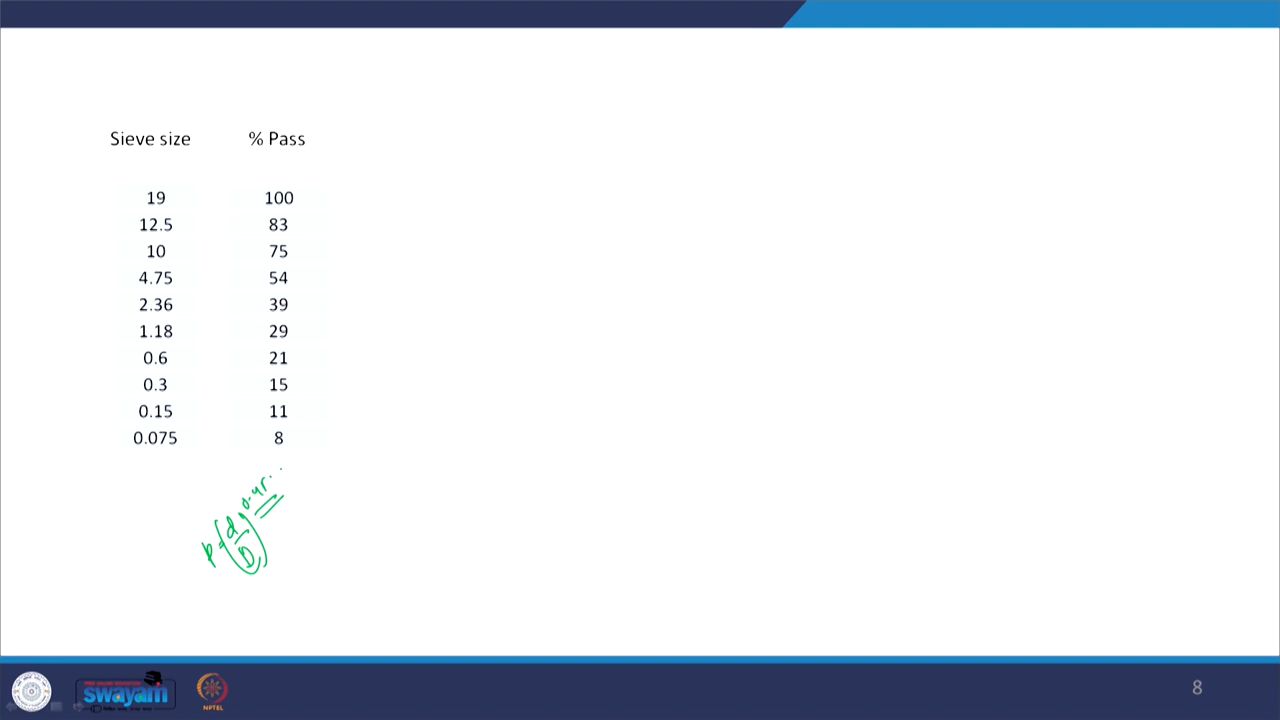 Sieve size % Pass
19 100
12.5 83
10 75
4.75 54
2.36 39
1.18 29
0.6 21
0.3 15
0.15 11
0.075 8
P=(d/D)^0.45
swayam
NPTEL
8